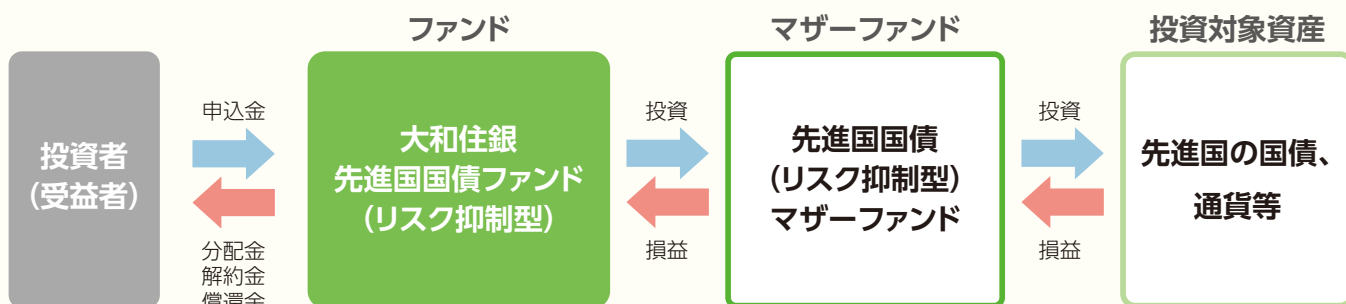 ファンド
マザーファンド
投資対象資産
投資者
(受益者)
申込金
分配金
解約金
償還金
大和住銀
先進国国債ファンド
(リスク抑制型)
投資
損益
先進国国債
(リスク抑制型)
マザーファンド
投資
損益
先進国の国債、
通貨等